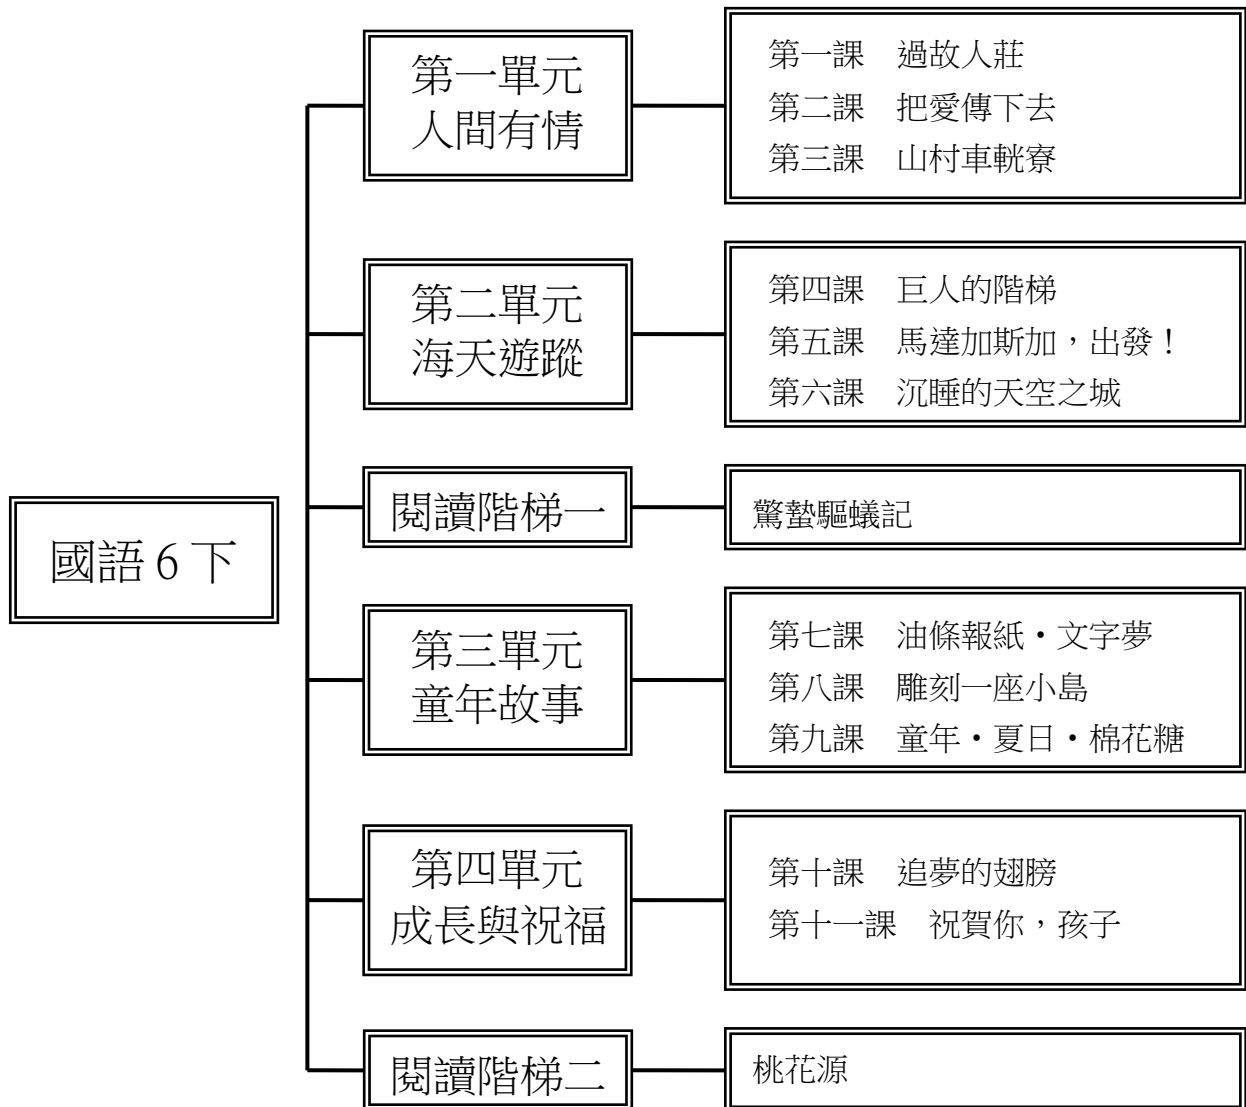 國語6下
第一單元
人間有情
第一課　過故人莊
第二課　把愛傳下去
第三課　山村車輄寮
第二單元
海天遊蹤
第四課　巨人的階梯
第五課　馬達加斯加，出發！
第六課　沉睡的天空之城
閱讀階梯一
驚蟄驅蟻記
第三單元
童年故事
第七課　油條報紙・文字夢
第八課　雕刻一座小島
第九課　童年・夏日・棉花糖
第四單元
成長與祝福
第十課　追夢的翅膀
第十一課　祝賀你，孩子
閱讀階梯二
桃花源